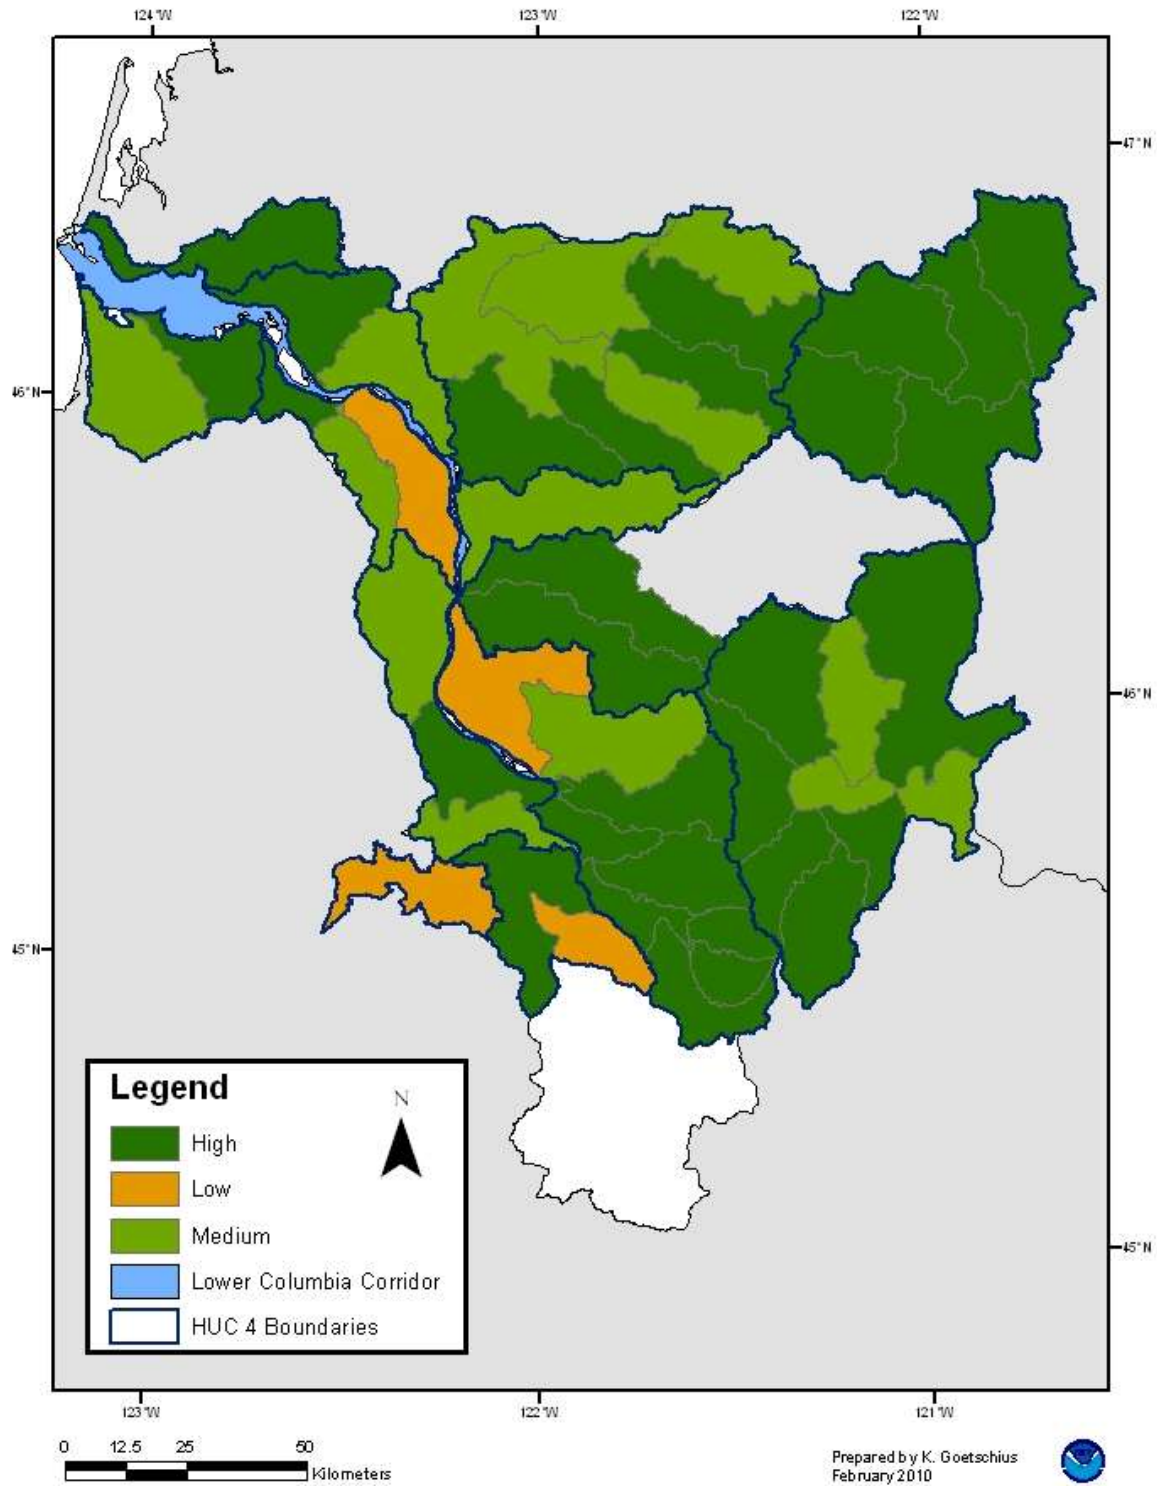 124°W 123°W 122°W
47°N
46°N
46°N
45°N
Legend
N
High
Low
Medium
Lower Columbia Corridor
HUC 4 Boundaries
45°N
123°W 122°W 121°W
0 12.5 25 50
Kilometers
Prepared by K. Goetschius
February 2010